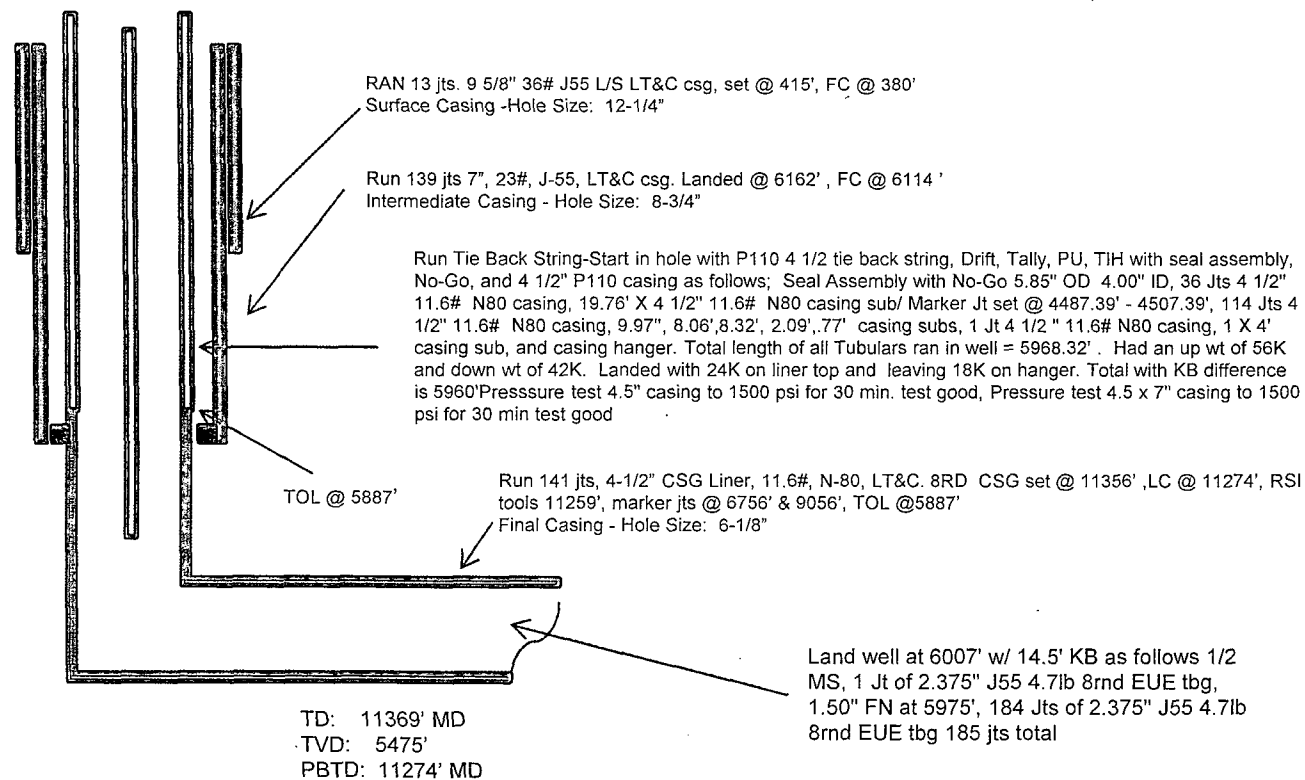 RAN 13 jts. 9 5/8" 36# J55 L/S LT&C csg, set @ 415', FC @ 380'
Surface Casing -Hole Size: 12-1/4"
Run 139 jts 7", 23#, J-55, LT&C csg. Landed @ 6162' , FC @ 6114 '
Intermediate Casing - Hole Size: 8-3/4"
Run Tie Back String-Start in hole with P110 4 1/2 tie back string, Drift, Tally, PU, TIH with seal assembly,
No-Go, and 4 1/2" P110 casing as follows; Seal Assembly with No-Go 5.85" OD 4.00" ID, 36 Jts 4 1/2"
11.6# N80 casing, 19.76' X 4 1/2" 11.6# N80 casing sub/ Marker Jt set @ 4487.39' - 4507.39', 114 Jts 4
1/2" 11.6# N80 casing, 9.97", 8.06',8.32', 2.09',.77' casing subs, 1 Jt 4 1/2 " 11.6# N80 casing, 1 X 4'
casing sub, and casing hanger. Total length of all Tubulars ran in well = 5968.32' . Had an up wt of 56K
and down wt of 42K. Landed with 24K on liner top and leaving 18K on hanger. Total with KB difference
is 5960'Presssure test 4.5" casing to 1500 psi for 30 min. test good, Pressure test 4.5 x 7" casing to 1500
psi for 30 min test good
TOL @ 5887'
Run 141 jts, 4-1/2" CSG Liner, 11.6#, N-80, LT&C. 8RD CSG set @ 11356' ,LC @ 11274', RSI
tools 11259', marker jts @ 6756' & 9056', TOL @5887'
Final Casing - Hole Size: 6-1/8"
Land well at 6007' w/ 14.5' KB as follows 1/2
MS, 1 Jt of 2.375" J55 4.7lb 8rnd EUE tbg,
1.50" FN at 5975', 184 Jts of 2.375" J55 4.7lb
8rnd EUE tbg 185 jts total
TD: 11369' MD
TVD: 5475'
PBTD: 11274' MD